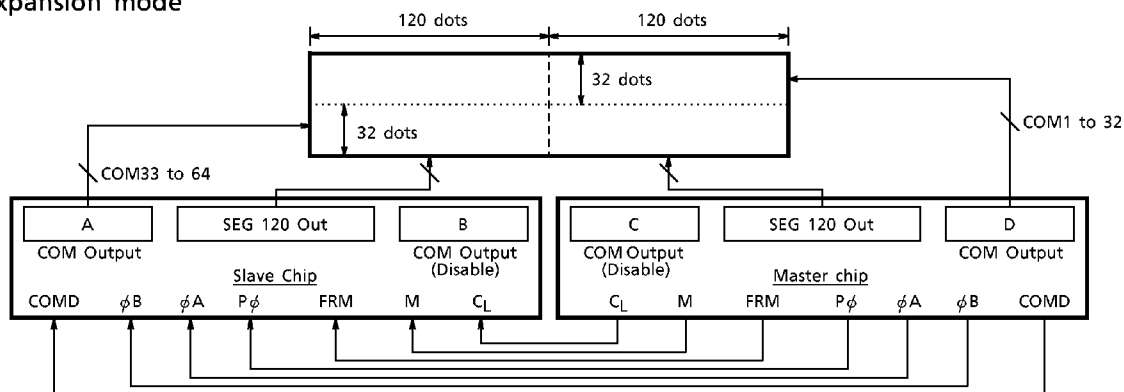 xpansion mode
120 dots 120 dots
32 dots
32 dots
COM1 to 32
COM33 to 64
A SEG 120 Out B C SEG 120 Out D
COM Output COM Output (Disable) COM Output (Disable) COM Output
Slave Chip Master chip
COMD φB φA Pφ FRM M CL CL M FRM Pφ φA φB COMD